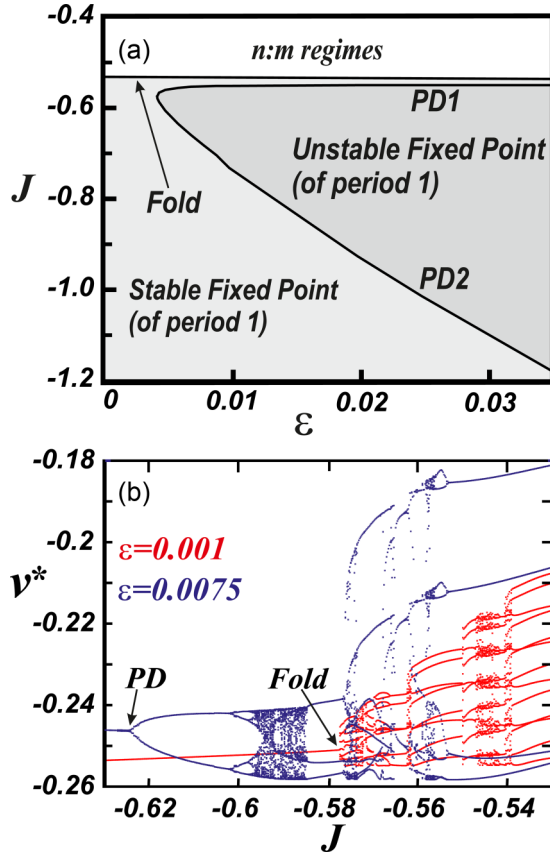 -0.4
(a)
n:m regimes
-0.6
PD1
J
Unstable Fixed Point
(of period 1)
Fold
-0.8
-1.0
PD2
Stable Fixed Point
(of period 1)
-1.2
0 0.01 0.02 0.03
ε
-0.18
(b)
ε=0.001
-0.2
ε=0.0075
v*
-0.22
PD
Fold
-0.24
-0.26
-0.62 -0.6 -0.58 -0.56 -0.54
J